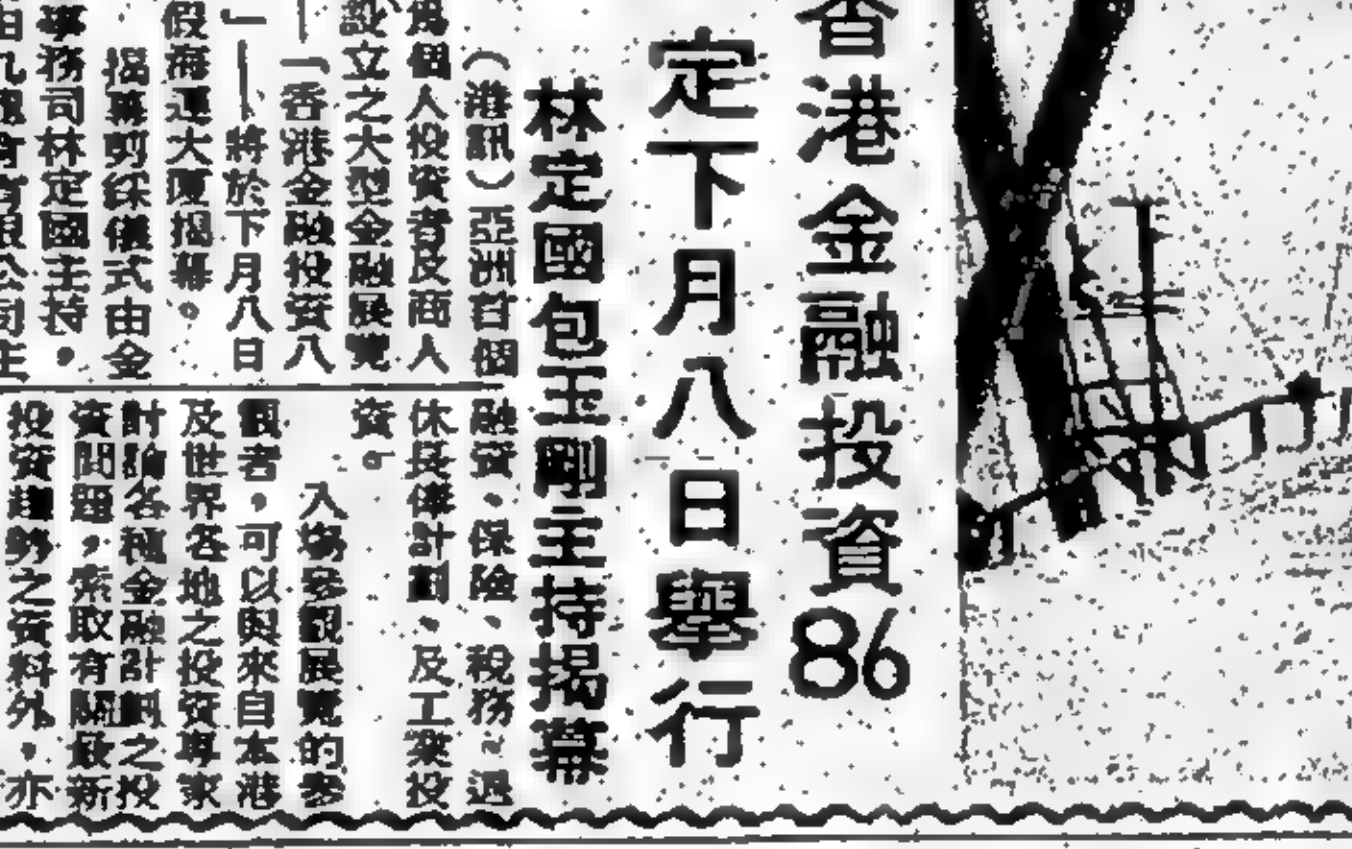 香港金融投資86
定下月八日舉行
林定國包玉剛主持揭幕
（港訊）亞洲首個
為個人投資者及商人
設立之大型金融展覽
「香港金融投資八
」——將於下月八日
假海運大廈揭幕。
揭幕剪綵儀式由金
事務司林定國主持，
融資、保險、稅務、退
休長俸計劃、及工業投
資。
入場參觀展覽的參
觀者，可以與來自本港
及世界各地之投資專家
討論各種金融計劃之投
資問題，索取有關最新
投資趨勢之資料外，亦